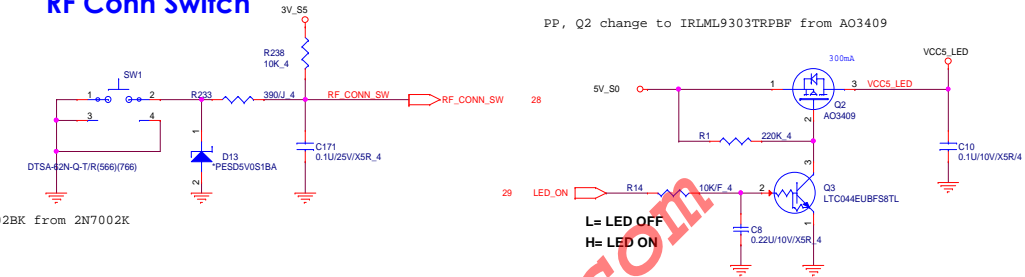 RF Conn Switch
3V_S5
R238
10K_4
SW1
1
2
3
4
R233
390/J_4
RF_CONN_SW
RF_CONN_SW
28
DTSA-62N-Q-T/R(566)(766)
1
D13
*PESD5V0S1BA
2
C171
0.1U/25V/X5R_4
02BK from 2N7002K
PP, Q2 change to IRLML9303TRPBF from AO3409
300mA
VCC5_LED
5V_S0
1
3
VCC5_LED
Q2
AO3409
2
R1
220K_4
C10
0.1U/10V/X5R/4
3
29
LED_ON
R14
10K/F_4
2
Q3
LTC044EUBFS8TL
1
L= LED OFF
H= LED ON
C8
0.22U/10V/X5R_4
com